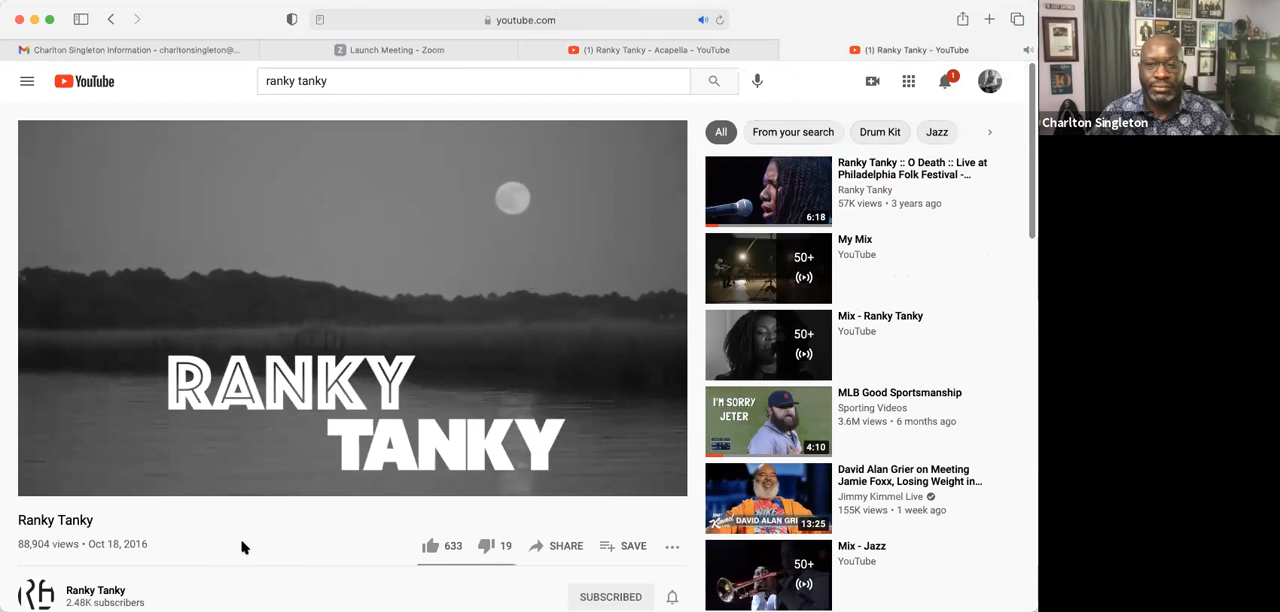 youtube.com
Charlton Singleton Information - charltonsingleton@...
Z Launch Meeting - Zoom
(1) Ranky Tanky - Acapella - YouTube
(1) Ranky Tanky - YouTube
YouTube
ranky tanky
1
Charlton Singleton
RANKY
TANKY
All
From your search
Drum Kit
Jazz
6:18
Ranky Tanky :: O Death :: Live at
Philadelphia Folk Festival -...
Ranky Tanky
57K views • 3 years ago
50+
My Mix
YouTube
50+
Mix - Ranky Tanky
YouTube
I'M SORRY
JETER
4:10
MLB Good Sportsmanship
Sporting Videos
3.6M views • 6 months ago
DAVID ALAN GRI
13:25
David Alan Grier on Meeting
Jamie Foxx, Losing Weight in...
Jimmy Kimmel Live
155K views • 1 week ago
50+
Mix - Jazz
YouTube
Ranky Tanky
88,904 views • Oct 18, 2016
633
19
SHARE
SAVE
Ranky Tanky
2.48K subscribers
SUBSCRIBED